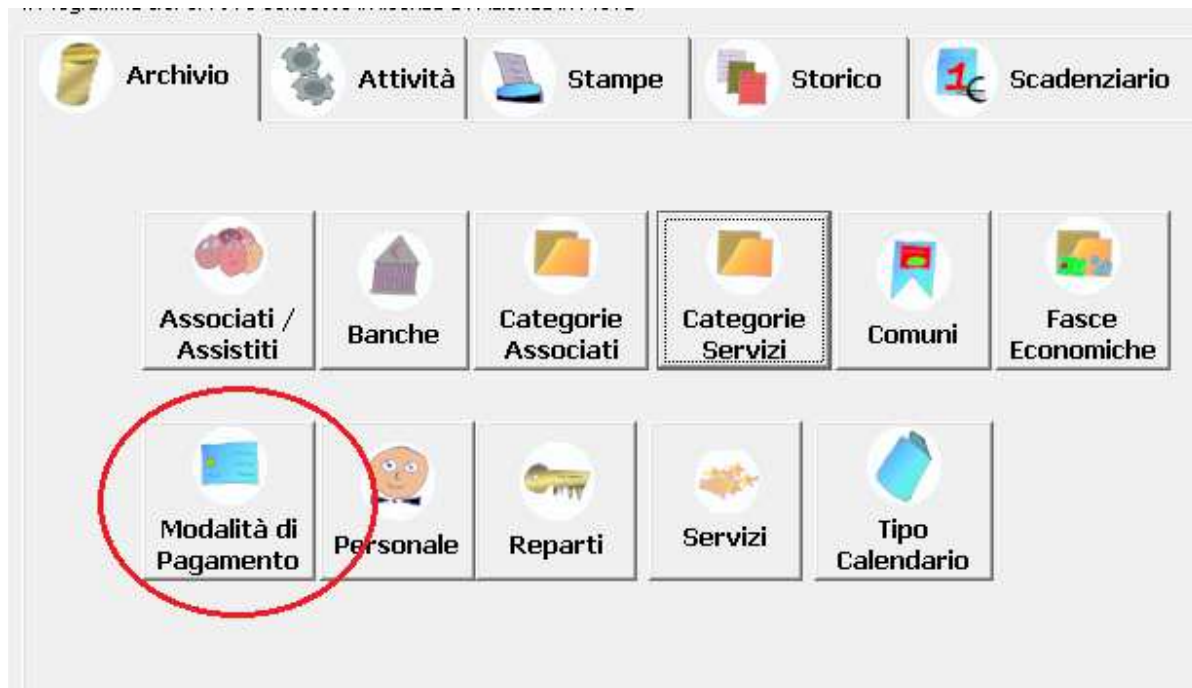 Archivio
Attività
Stampe
Storico
1€
Scadenziario
Associati /
Assistiti
Banche
Categorie
Associati
Categorie
Servizi
Comuni
Fasce
Economiche
Modalità di
Pagamento
Personale
Reparti
Servizi
Tipo
Calendario